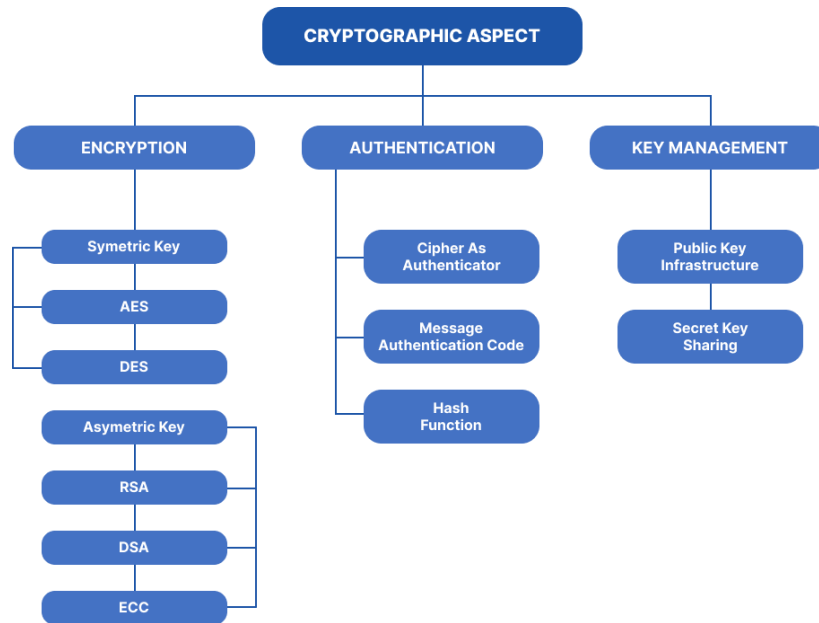 CRYPTOGRAPHIC ASPECT
ENCRYPTION
AUTHENTICATION
KEY MANAGEMENT
Symetric Key
AES
DES
Asymetric Key
RSA
DSA
ECC
Cipher As
Authenticator
Message
Authentication Code
Hash
Function
Public Key
Infrastructure
Secret Key
Sharing